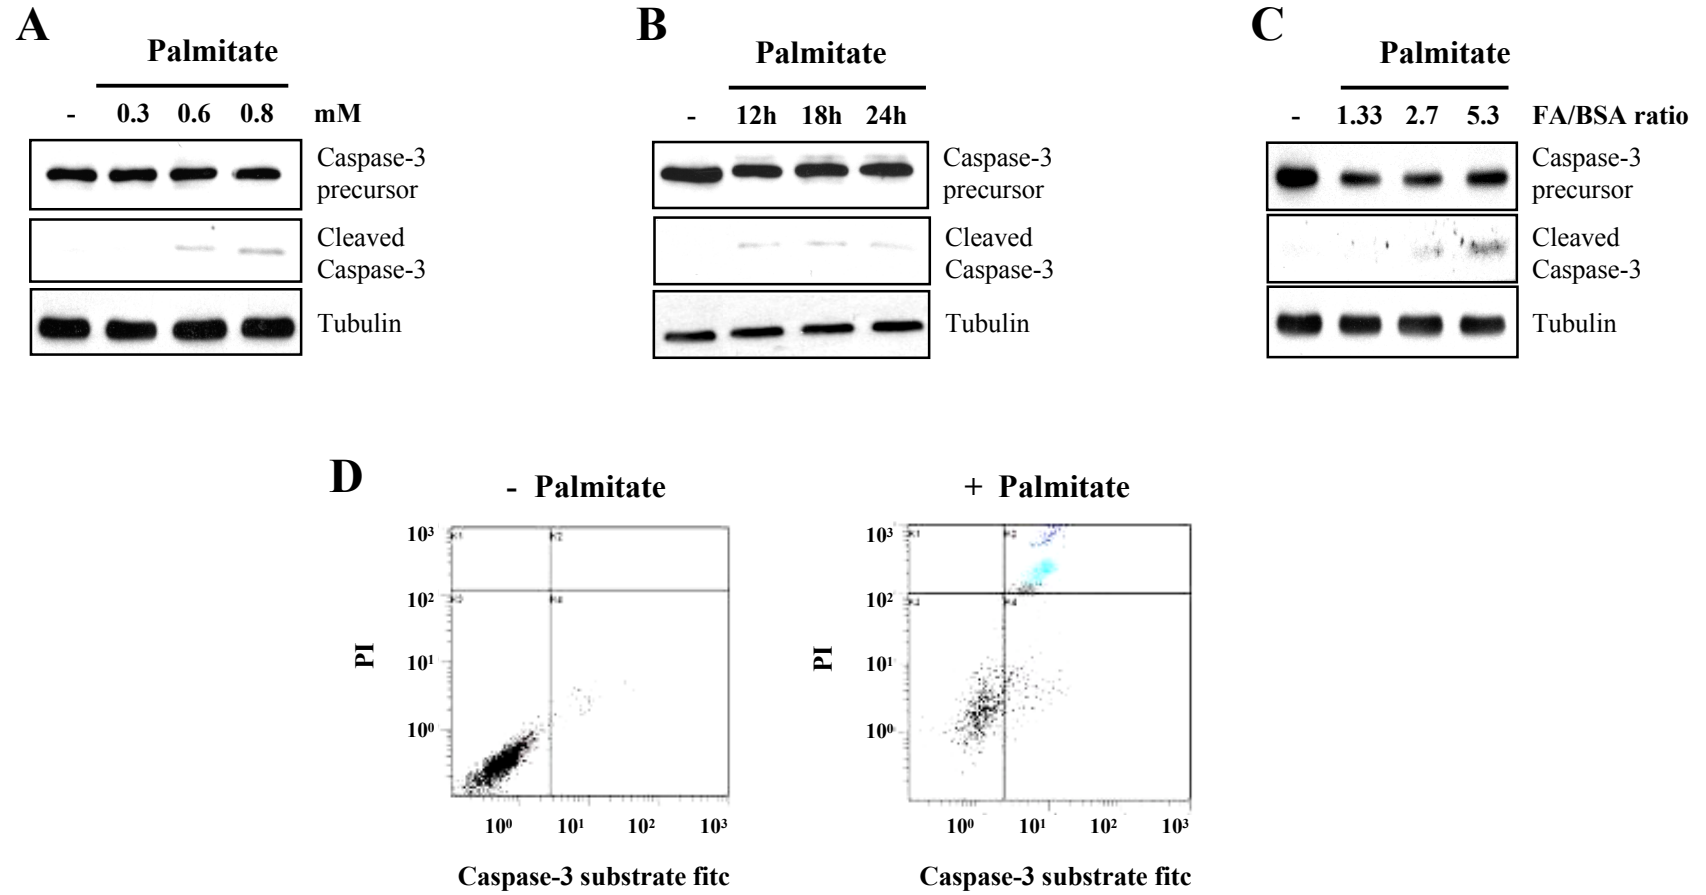 A
Palmitate
- 0.3 0.6 0.8 mM
Caspase-3
precursor
Cleaved
Caspase-3
Tubulin
B
Palmitate
- 12h 18h 24h
Caspase-3
precursor
Cleaved
Caspase-3
Tubulin
C
Palmitate
- 1.33 2.7 5.3 FA/BSA ratio
Caspase-3
precursor
Cleaved
Caspase-3
Tubulin
D
- Palmitate
10³
10²
10¹
10⁰
PI
10⁰ 10¹ 10² 10³
Caspase-3 substrate fitc
+ Palmitate
10³
10²
10¹
10⁰
PI
10⁰ 10¹ 10² 10³
Caspase-3 substrate fitc